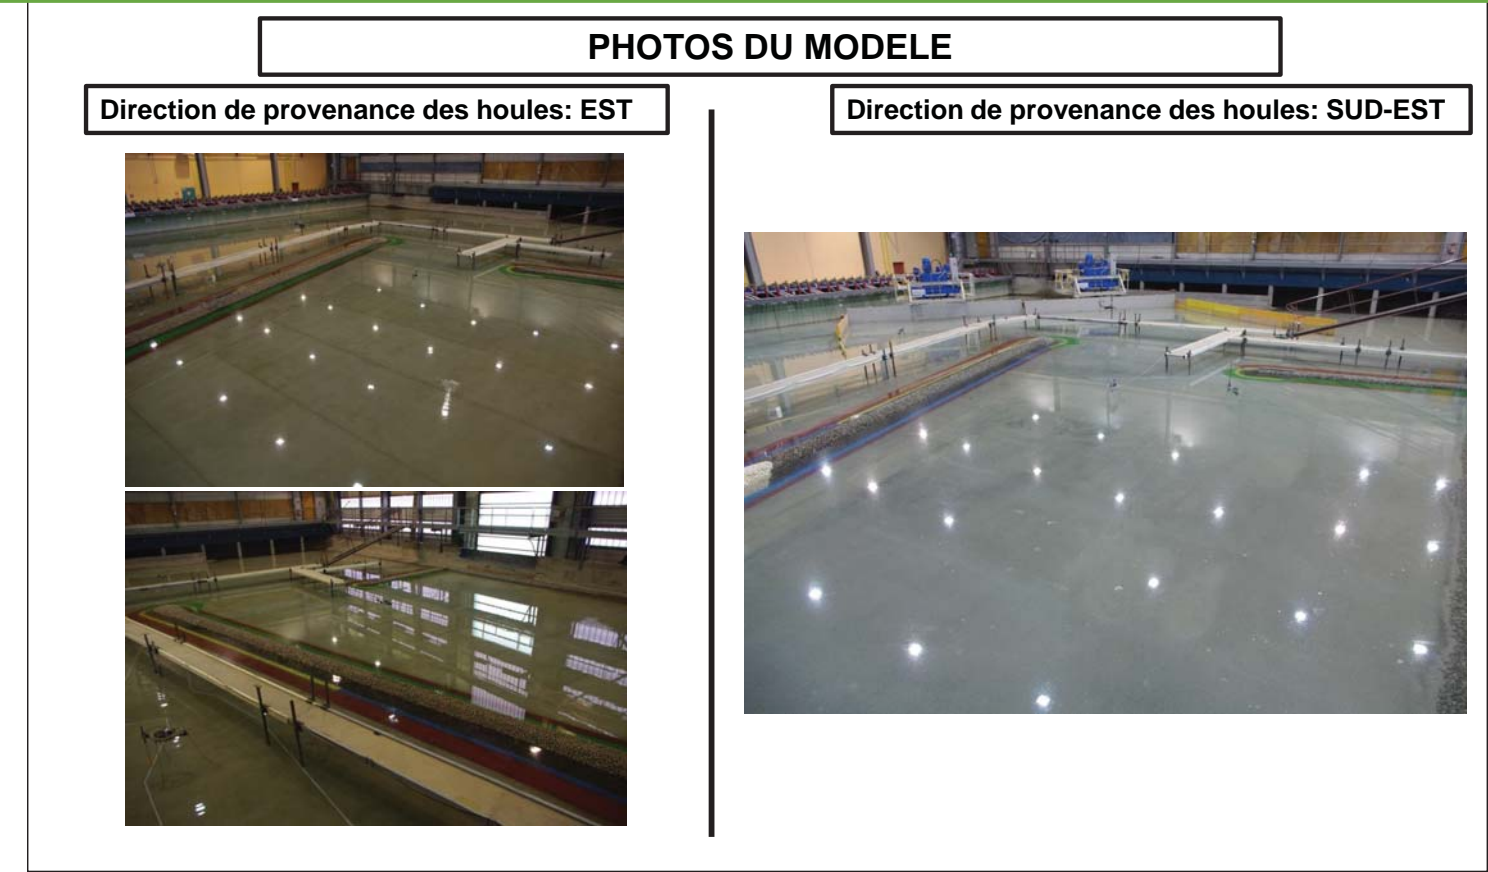 PHOTOS DU MODELE
Direction de provenance des houles: EST
Direction de provenance des houles: SUD-EST